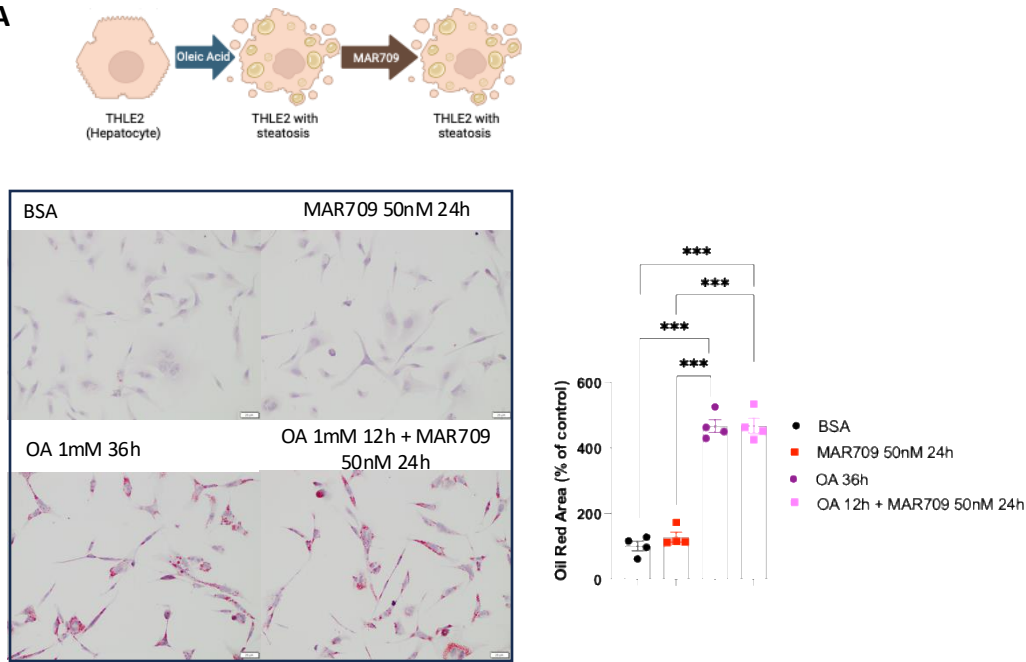 A
Oleic Acid
MAR709
THLE2
(Hepatocyte)
THLE2 with
steatosis
THLE2 with
steatosis
BSA
MAR709 50nM 24h
OA 1mM 36h
OA 1mM 12h + MAR709
50nM 24h
***
***
***
***
Oil Red Area (% of control)
600
400
200
0
BSA
MAR709 50nM 24h
OA 36h
OA 12h + MAR709 50nM 24h